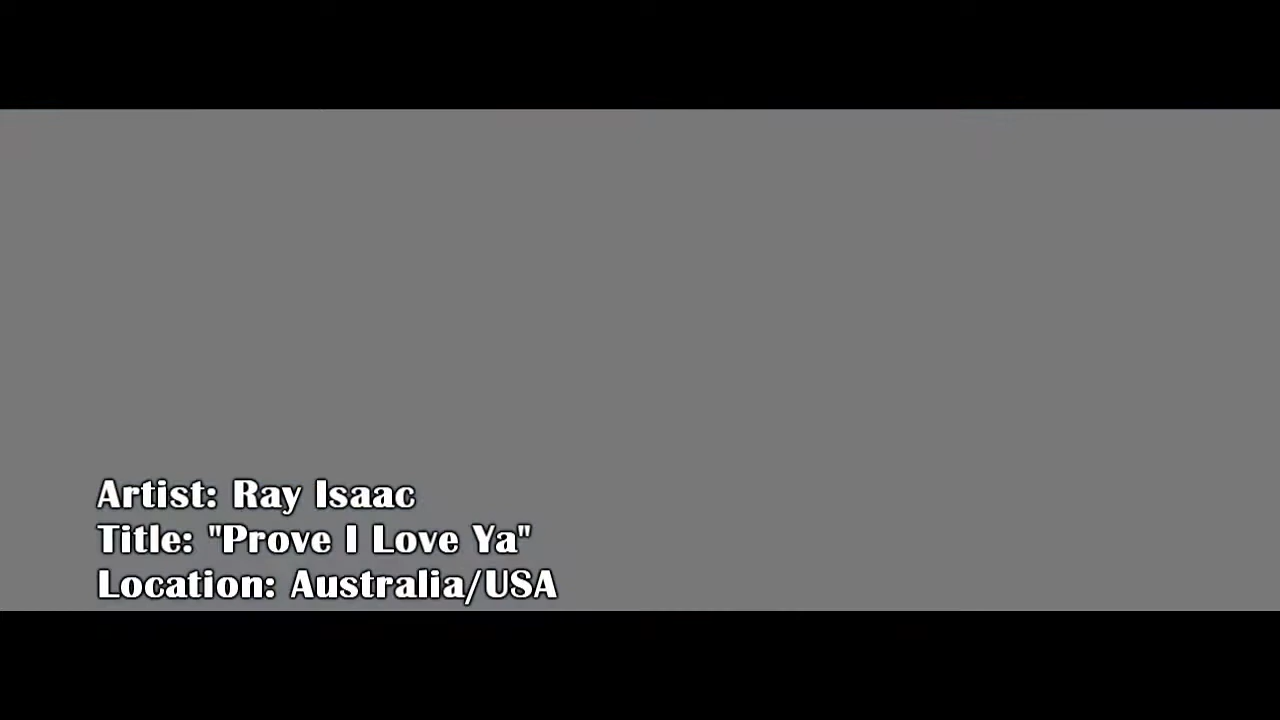 Artist: Ray Isaac
Title: "Prove I Love Ya"
Location: Australia/USA